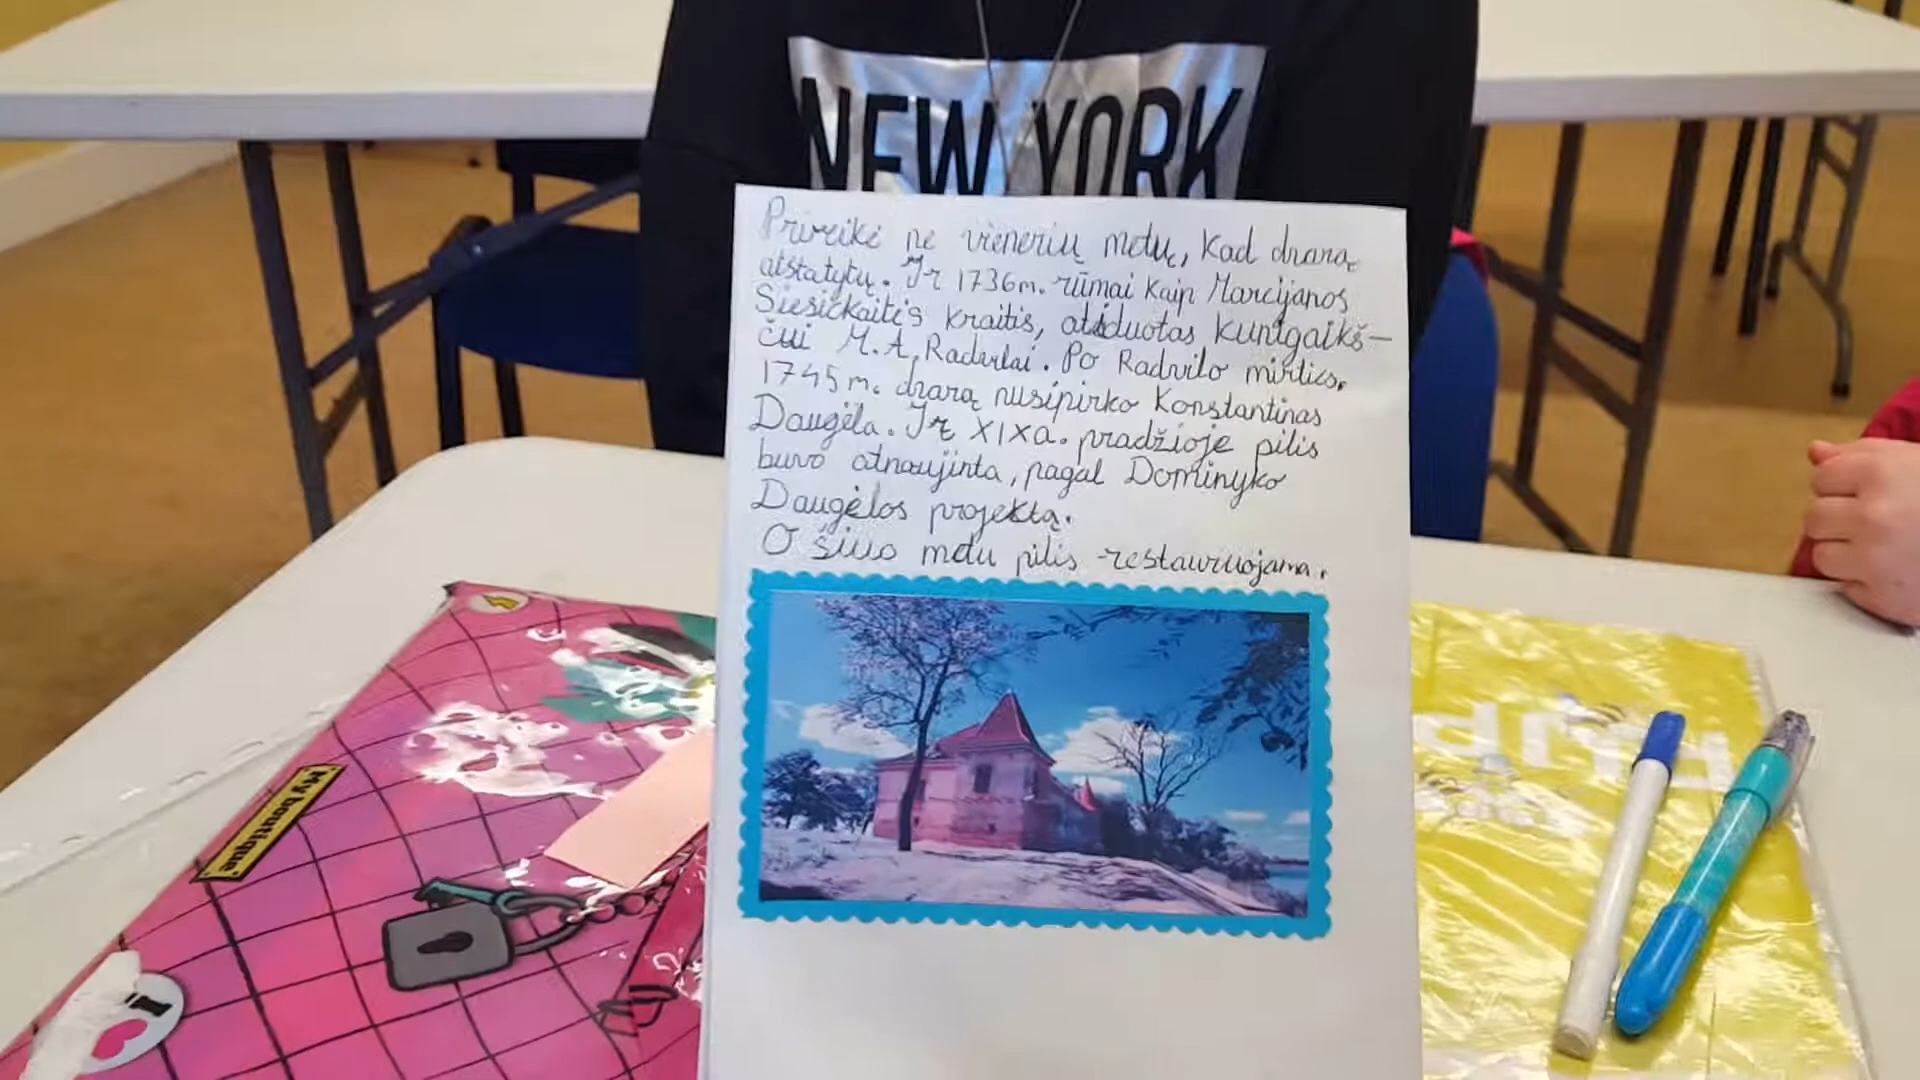 NEW YORK
Prireikė ne vienerių metų, kad dvarą
atstatytų. Ir 1736m. rūmai kaip Marcijanos
Siesickaitės kraitis, atiduotas kunigaikš-
čiui M.A. Radvilai. Po Radvilo mirties,
1745m. dvarą nusipirko Konstantinas
Daugėla. Ir XIXa. pradžioje pilis
buvo atnaujinta, pagal Dominyko
Daugėlos projektą.
O šiuo metu pilis restauruojama.
My boutique